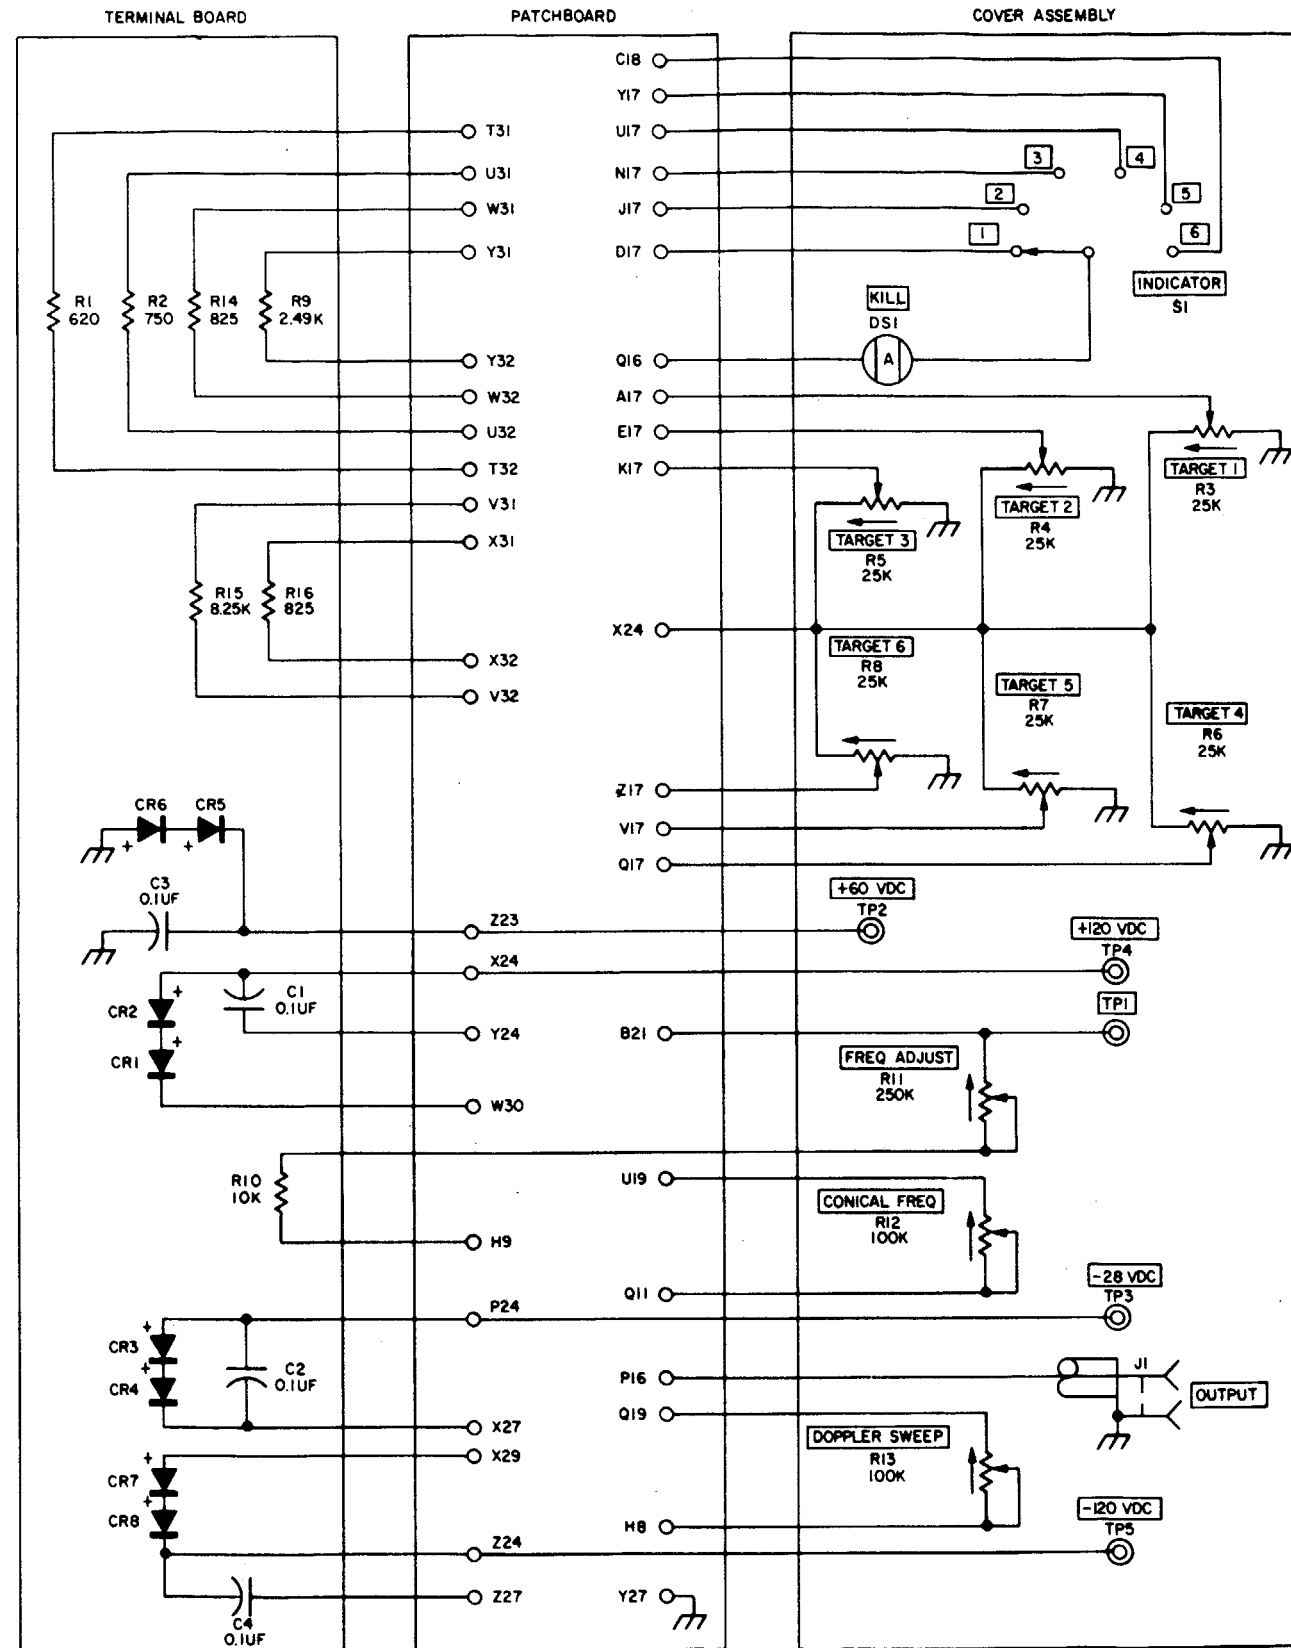 TERMINAL BOARD
PATCHBOARD
COVER ASSEMBLY
C18
Y17
T31
U17
3
4
U31
N17
2
5
W31
J17
1
6
Y31
D17
INDICATOR
S1
R1
620
R2
750
R14
825
R9
2.49K
KILL
DS1
A
Y32
Q16
W32
A17
U32
E17
T32
K17
TARGET 1
R3
25K
TARGET 2
R4
25K
TARGET 3
R5
25K
V31
X31
R15
8.25K
R16
825
X24
X32
V32
TARGET 6
R8
25K
TARGET 5
R7
25K
TARGET 4
R6
25K
Z17
V17
Q17
CR6
CR5
+
+
C3
0.1UF
Z23
+60 VDC
TP2
X24
+120 VDC
TP4
CR2
+
C1
0.1UF
+
CR1
Y24
B21
TP1
FREQ ADJUST
R11
250K
W30
R10
10K
U19
CONICAL FREQ
R12
100K
H9
Q11
P24
-28 VDC
TP3
CR3
+
+
CR4
C2
0.1UF
P16
J1
OUTPUT
X27
Q19
X29
DOPPLER SWEEP
R13
100K
CR7
+
+
CR8
H8
-120 VDC
TP5
Z24
Z27
Y27
C4
0.1UF